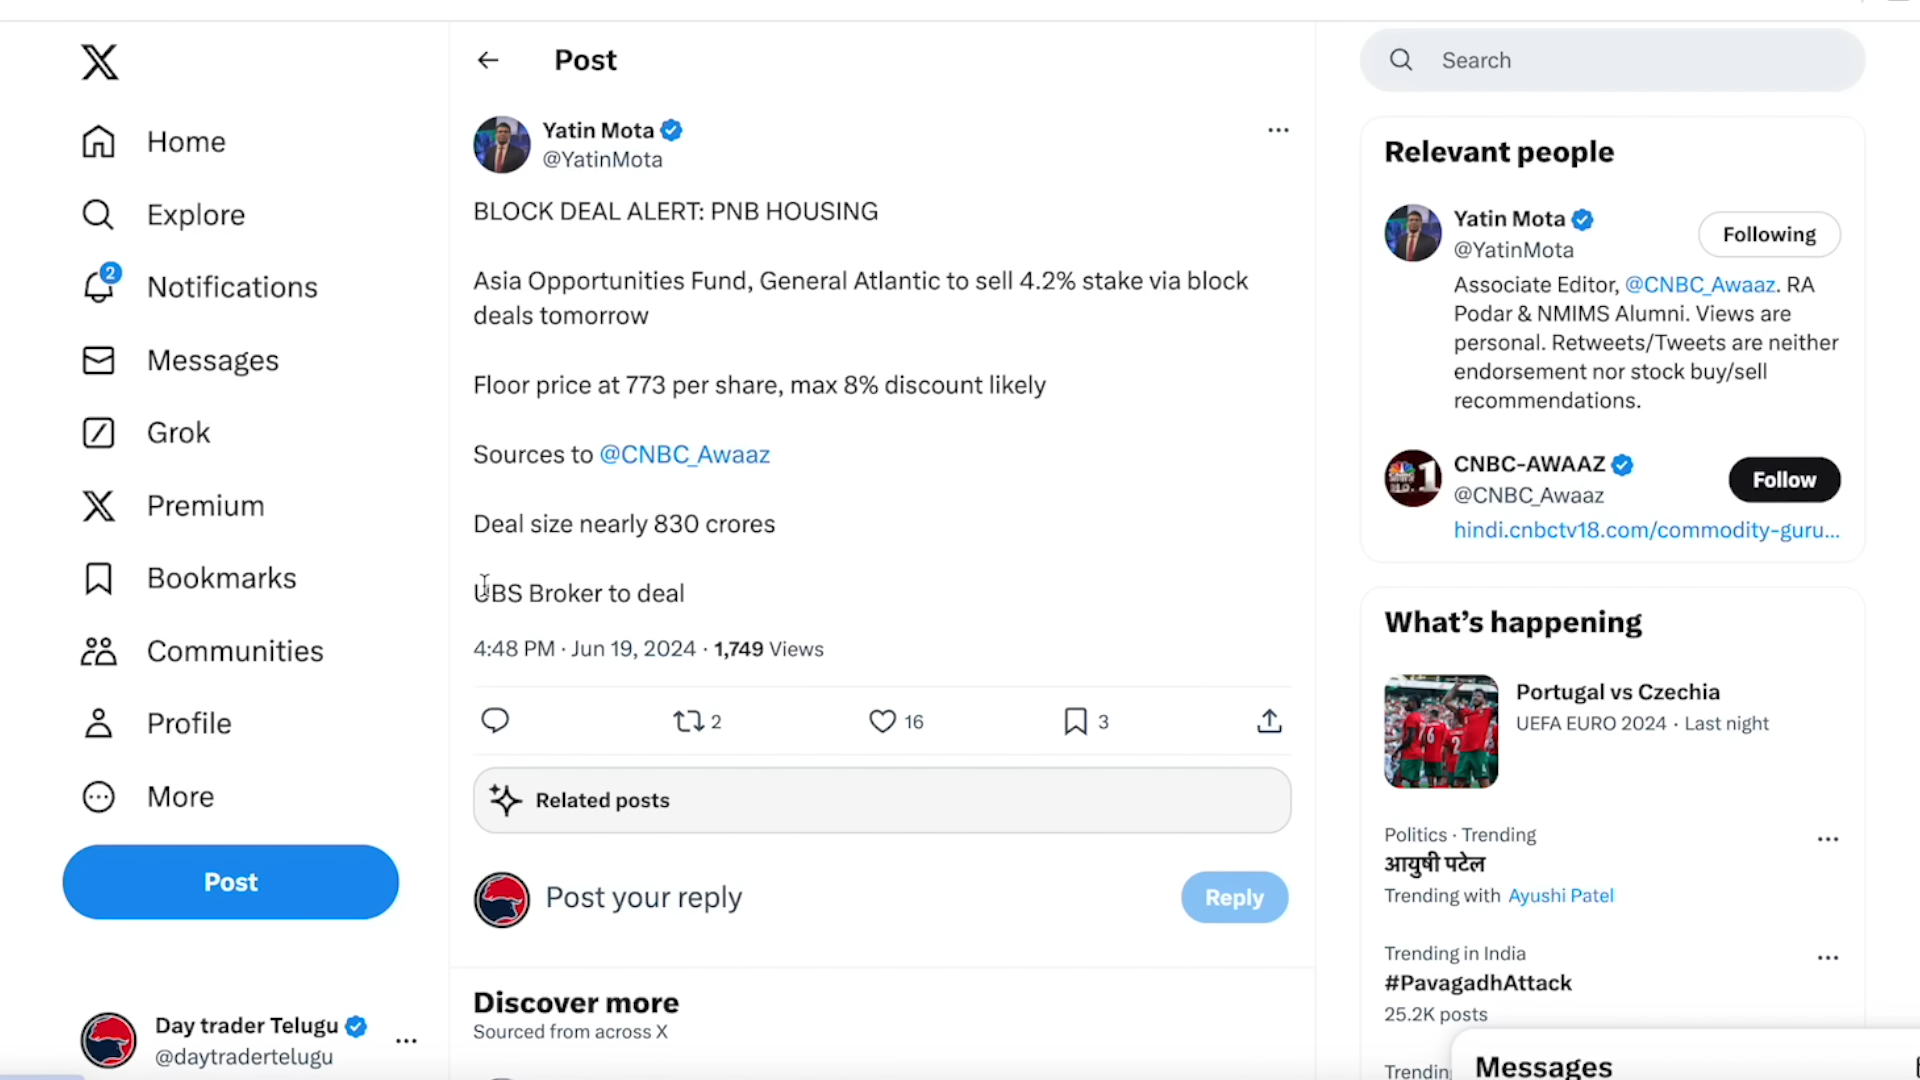 Home
Explore
2
Notifications
Messages
Grok
Premium
Bookmarks
Communities
Profile
More
Post
Day trader Telugu
@daytradertelugu
Post
Yatin Mota
@YatinMota
BLOCK DEAL ALERT: PNB HOUSING
Asia Opportunities Fund, General Atlantic to sell 4.2% stake via block
deals tomorrow
Floor price at 773 per share, max 8% discount likely
Sources to @CNBC_Awaaz
Deal size nearly 830 crores
UBS Broker to deal
4:48 PM · Jun 19, 2024 · 1,749 Views
2
16
3
Related posts
Post your reply
Reply
Discover more
Sourced from across X
Search
Relevant people
Yatin Mota
@YatinMota
Following
Associate Editor, @CNBC_Awaaz. RA
Podar & NMIMS Alumni. Views are
personal. Retweets/Tweets are neither
endorsement nor stock buy/sell
recommendations.
CNBC-AWAAZ
@CNBC_Awaaz
Follow
hindi.cnbctv18.com/commodity-guru...
What's happening
Portugal vs Czechia
UEFA EURO 2024 · Last night
Politics · Trending
आयुषी पटेल
Trending with Ayushi Patel
Trending in India
#PavagadhAttack
25.2K posts
Messages